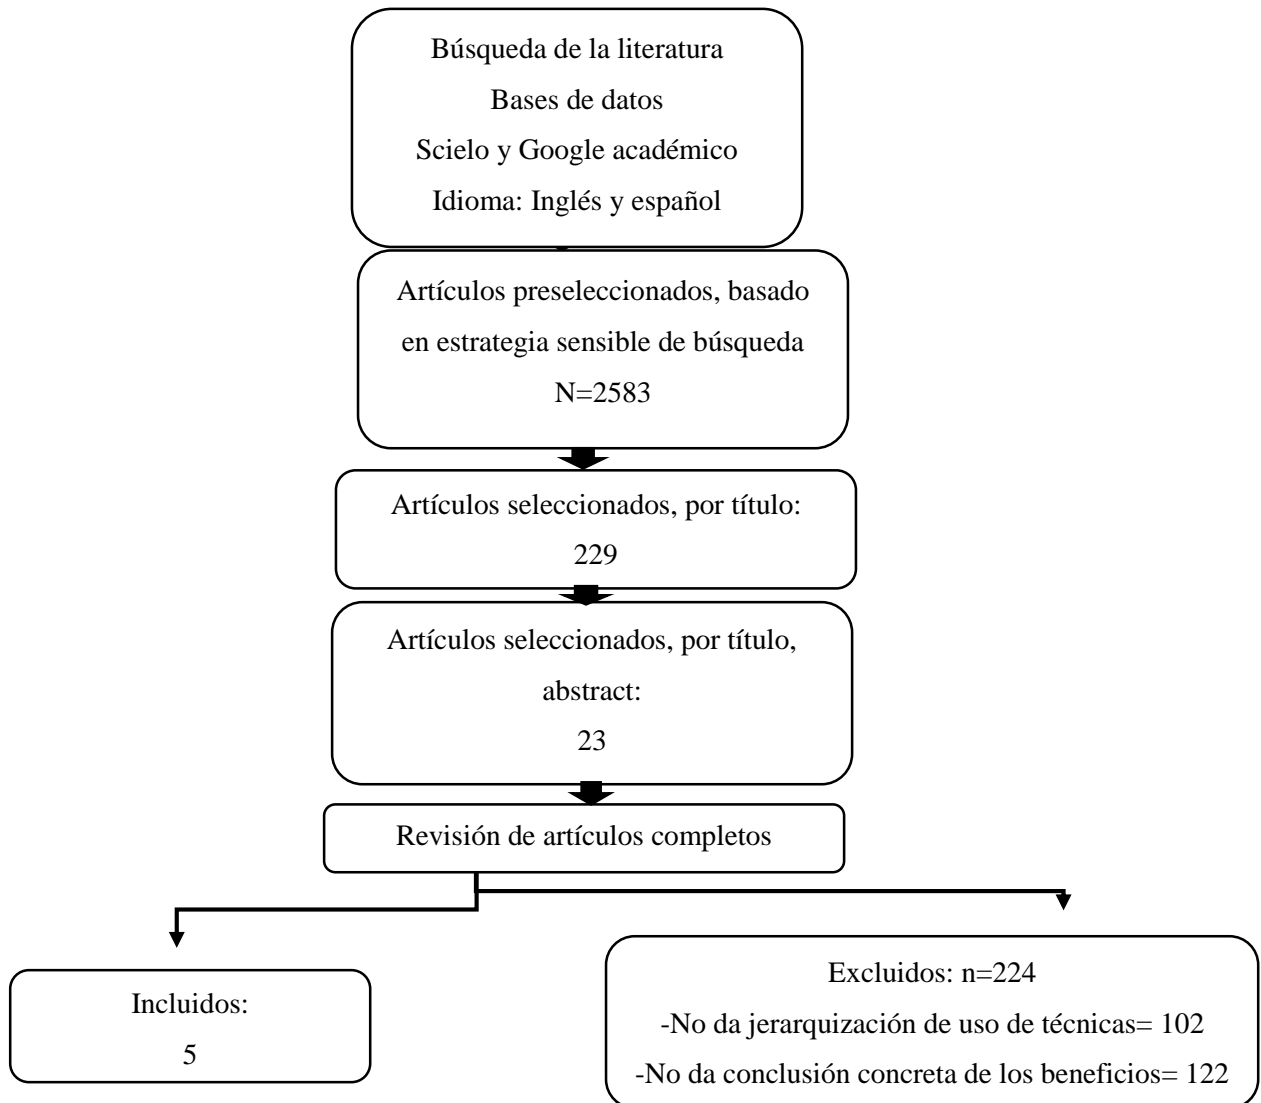 Búsqueda de la literatura
Bases de datos
Scielo y Google académico
Idioma: Inglés y español
Artículos preseleccionados, basado
en estrategia sensible de búsqueda
N=2583
Artículos seleccionados, por título:
229
Artículos seleccionados, por título,
abstract:
23
Revisión de artículos completos
Incluidos:
5
Excluidos: n=224
-No da jerarquización de uso de técnicas= 102
-No da conclusión concreta de los beneficios= 122